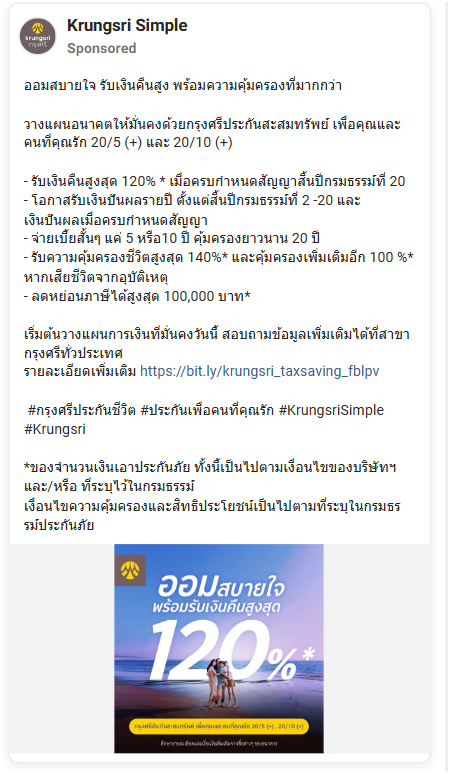 Krungsri Simple
Sponsored
krungsri
กรุงศรี
ออมสบายใจ รับเงินคืนสูง พร้อมความคุ้มครองที่มากกว่า
วางแผนอนาคตให้มั่นคงด้วยกรุงศรีประกันสะสมทรัพย์ เพื่อคุณและ
คนที่คุณรัก 20/5 (+) และ 20/10 (+)
- รับเงินคืนสูงสุด 120% * เมื่อครบกำหนดสัญญาสิ้นปีกรมธรรม์ที่ 20
- โอกาสรับเงินปันผลรายปี ตั้งแต่สิ้นปีกรมธรรม์ที่ 2 -20 และ
เงินปันผลเมื่อครบกำหนดสัญญา
- จ่ายเบี้ยสั้นๆ แค่ 5 หรือ10 ปี คุ้มครองยาวนาน 20 ปี
- รับความคุ้มครองชีวิตสูงสุด 140%* และคุ้มครองเพิ่มเติมอีก 100 %*
หากเสียชีวิตจากอุบัติเหตุ
- ลดหย่อนภาษีได้สูงสุด 100,000 บาท*
เริ่มต้นวางแผนการเงินที่มั่นคงวันนี้ สอบถามข้อมูลเพิ่มเติมได้ที่สาขา
กรุงศรีทั่วประเทศ
รายละเอียดเพิ่มเติม https://bit.ly/krungsri_taxsaving_fblpv
#กรุงศรีประกันชีวิต #ประกันเพื่อคนที่คุณรัก #KrungsriSimple
#Krungsri
*ของจำนวนเงินเอาประกันภัย ทั้งนี้เป็นไปตามเงื่อนไขของบริษัทฯ
และ/หรือ ที่ระบุไว้ในกรมธรรม์
เงื่อนไขความคุ้มครองและสิทธิประโยชน์เป็นไปตามที่ระบุในกรมธร
รม์ประกันภัย
ออมสบายใจ
พร้อมรับเงินคืนสูงสุด
120%*
กรุงศรีประกันสะสมทรัพย์ เพื่อคุณและคนที่คุณรัก 20/5 (+) , 20/10 (+)